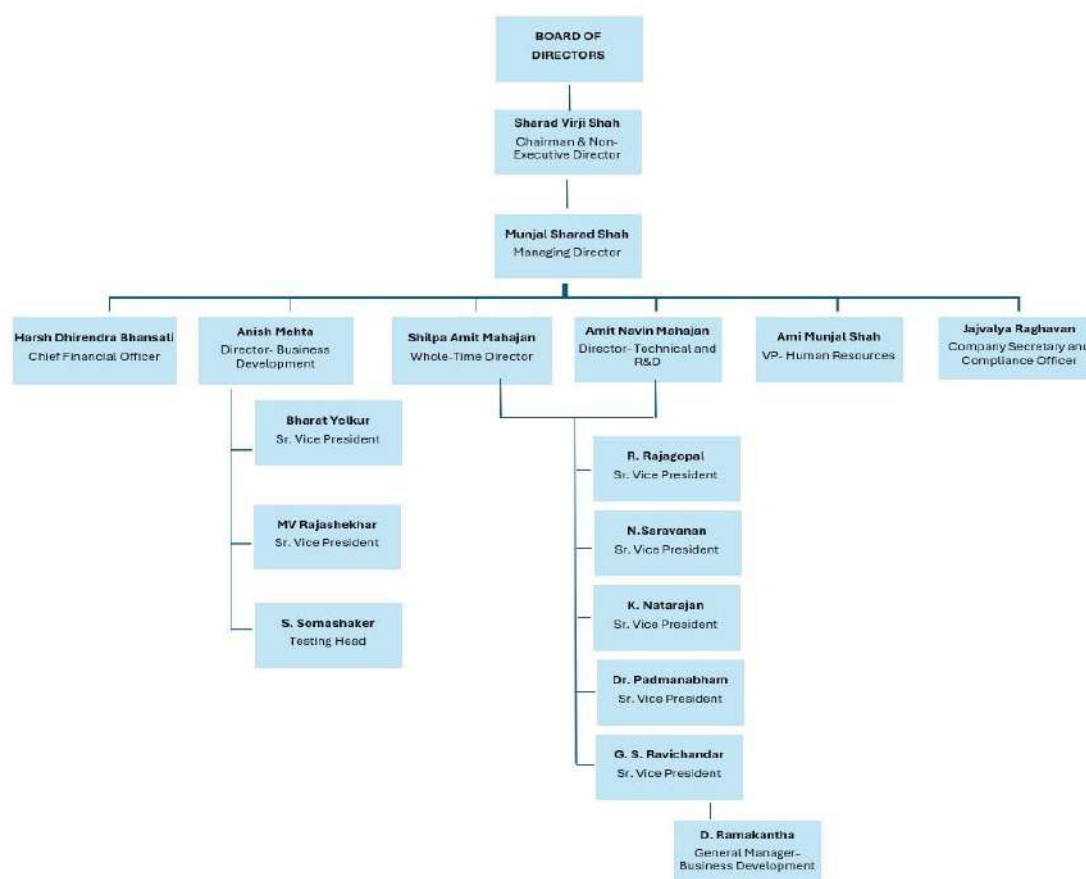 BOARD OF
DIRECTORS
Sharad Virji Shah
Chairman & Non-
Executive Director
Munjal Sharad Shah
Managing Director
Harsh Dhirendra Bhansali
Chief Financial Officer
Anish Mehta
Director- Business
Development
Shilpa Amit Mahajan
Whole-Time Director
Amit Navin Mahajan
Director- Technical and
R&D
Ami Munjal Shah
VP- Human Resources
Jajvalya Raghavan
Company Secretary and
Compliance Officer
Bharat Yelkur
Sr. Vice President
MV Rajashekhar
Sr. Vice President
S. Somashaker
Testing Head
R. Rajagopal
Sr. Vice President
N.Saravanan
Sr. Vice President
K. Natarajan
Sr. Vice President
Dr. Padmanabham
Sr. Vice President
G. S. Ravichandar
Sr. Vice President
D. Ramakantha
General Manager-
Business Development